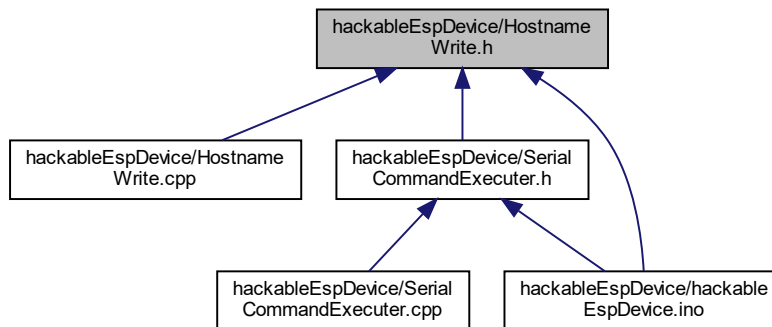 hackableEspDevice/Hostname
Write.h
hackableEspDevice/Hostname
Write.cpp
hackableEspDevice/Serial
CommandExecuter.h
hackableEspDevice/Serial
CommandExecuter.cpp
hackableEspDevice/hackable
EspDevice.ino